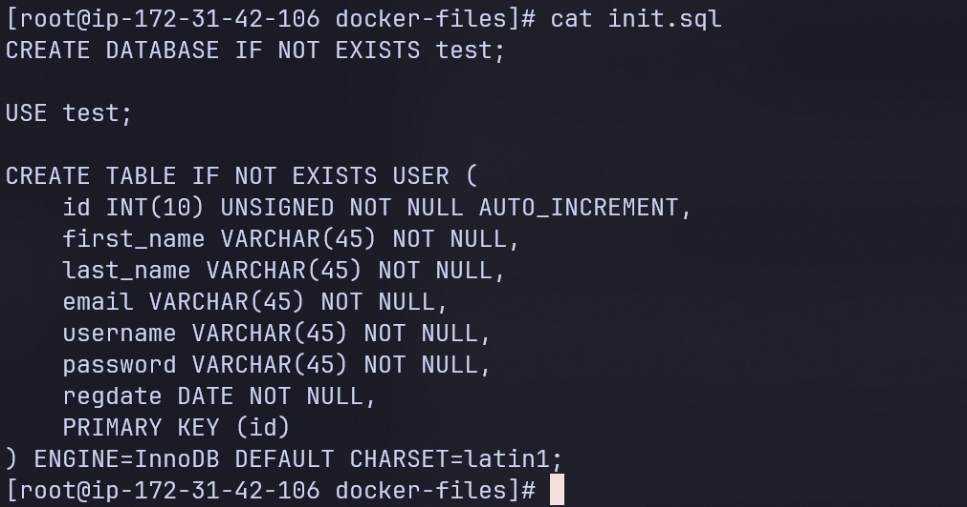 [root@ip-172-31-42-106 docker-files]# cat init.sql
CREATE DATABASE IF NOT EXISTS test;

USE test;

CREATE TABLE IF NOT EXISTS USER (
    id INT(10) UNSIGNED NOT NULL AUTO_INCREMENT,
    first_name VARCHAR(45) NOT NULL,
    last_name VARCHAR(45) NOT NULL,
    email VARCHAR(45) NOT NULL,
    username VARCHAR(45) NOT NULL,
    password VARCHAR(45) NOT NULL,
    regdate DATE NOT NULL,
    PRIMARY KEY (id)
) ENGINE=InnoDB DEFAULT CHARSET=latin1;
[root@ip-172-31-42-106 docker-files]#